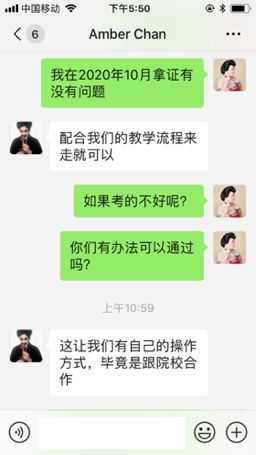 中国移动
下午5:50
6
Amber Chan
我在2020年10月拿证有
没有问题
配合我们的教学流程来
走就可以
如果考的不好呢？
你们有办法可以通过
吗？
上午10:59
这让我们有自己的操作
方式，毕竟是跟院校合
作